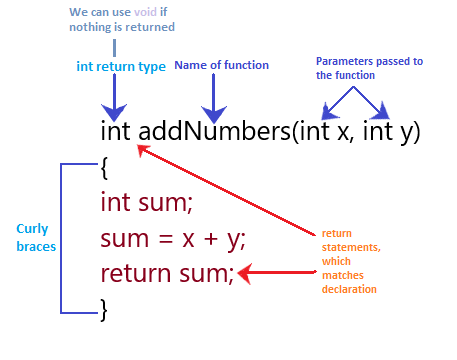 We can use void if
nothing is returned
int return type
Name of function
Parameters passed to
the function
int addNumbers(int x, int y)
{
int sum;
sum = x + y;
return sum;
}
Curly
braces
return
statements,
which
matches
declaration